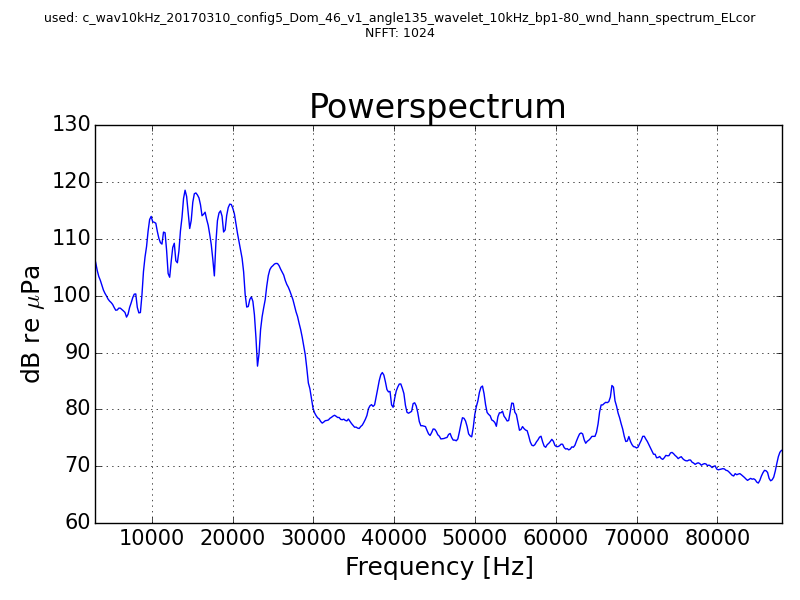 used: c_wav10kHz_20170310_config5_Dom_46_v1_angle135_wavelet_10kHz_bp1-80_wnd_hann_spectrum_ELcor
NFFT: 1024
Powerspectrum
130
120
110
100
90
80
70
60
dB re μPa
10000 20000 30000 40000 50000 60000 70000 80000
Frequency [Hz]